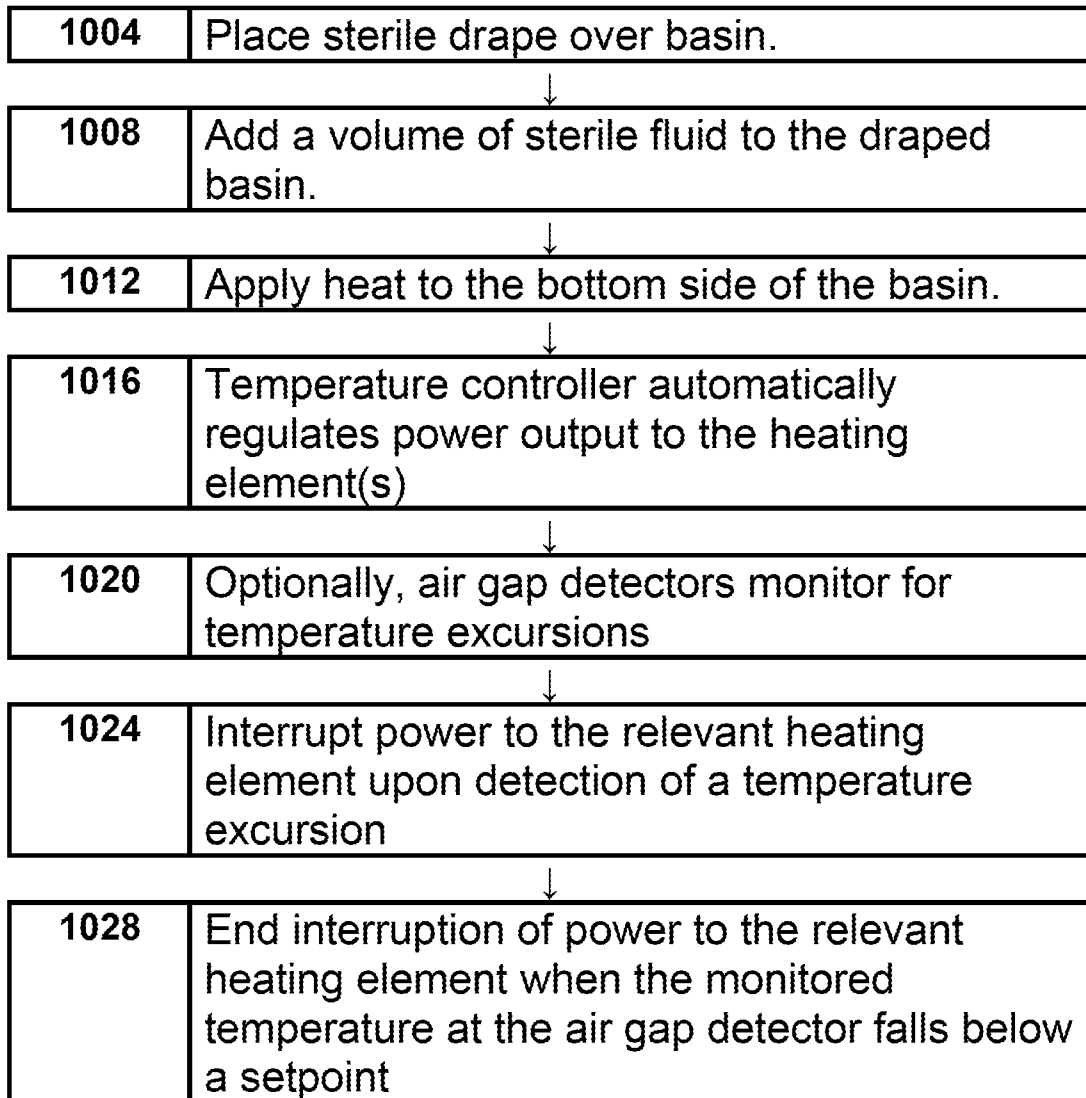 1004 Place sterile drape over basin.
↓
1008 Add a volume of sterile fluid to the draped
basin.
↓
1012 Apply heat to the bottom side of the basin.
↓
1016 Temperature controller automatically
regulates power output to the heating
element(s)
↓
1020 Optionally, air gap detectors monitor for
temperature excursions
↓
1024 Interrupt power to the relevant heating
element upon detection of a temperature
excursion
↓
1028 End interruption of power to the relevant
heating element when the monitored
temperature at the air gap detector falls below
a setpoint